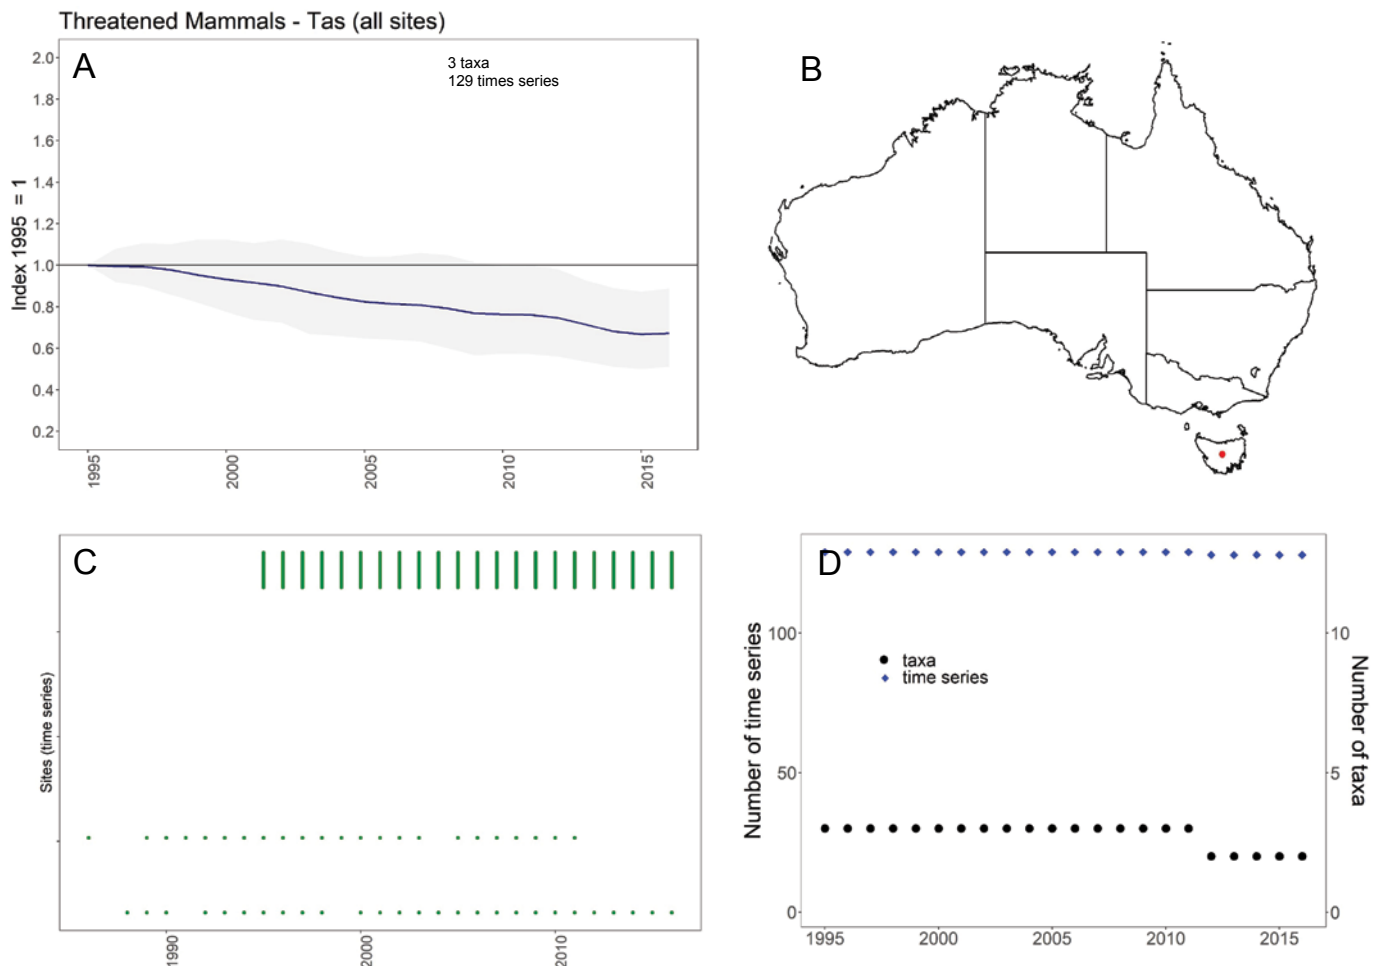 Threatened Mammals - Tas (all sites)
A
3 taxa
129 times series
2.0
1.8
1.6
1.4
1.2
1.0
0.8
0.6
0.4
0.2
Index 1995 = 1
1995
2000
2005
2010
2015
B
C
Sites (time series)
1990
2000
2010
D
taxa
time series
Number of time series
100
50
0
Number of taxa
10
5
0
1995
2000
2005
2010
2015